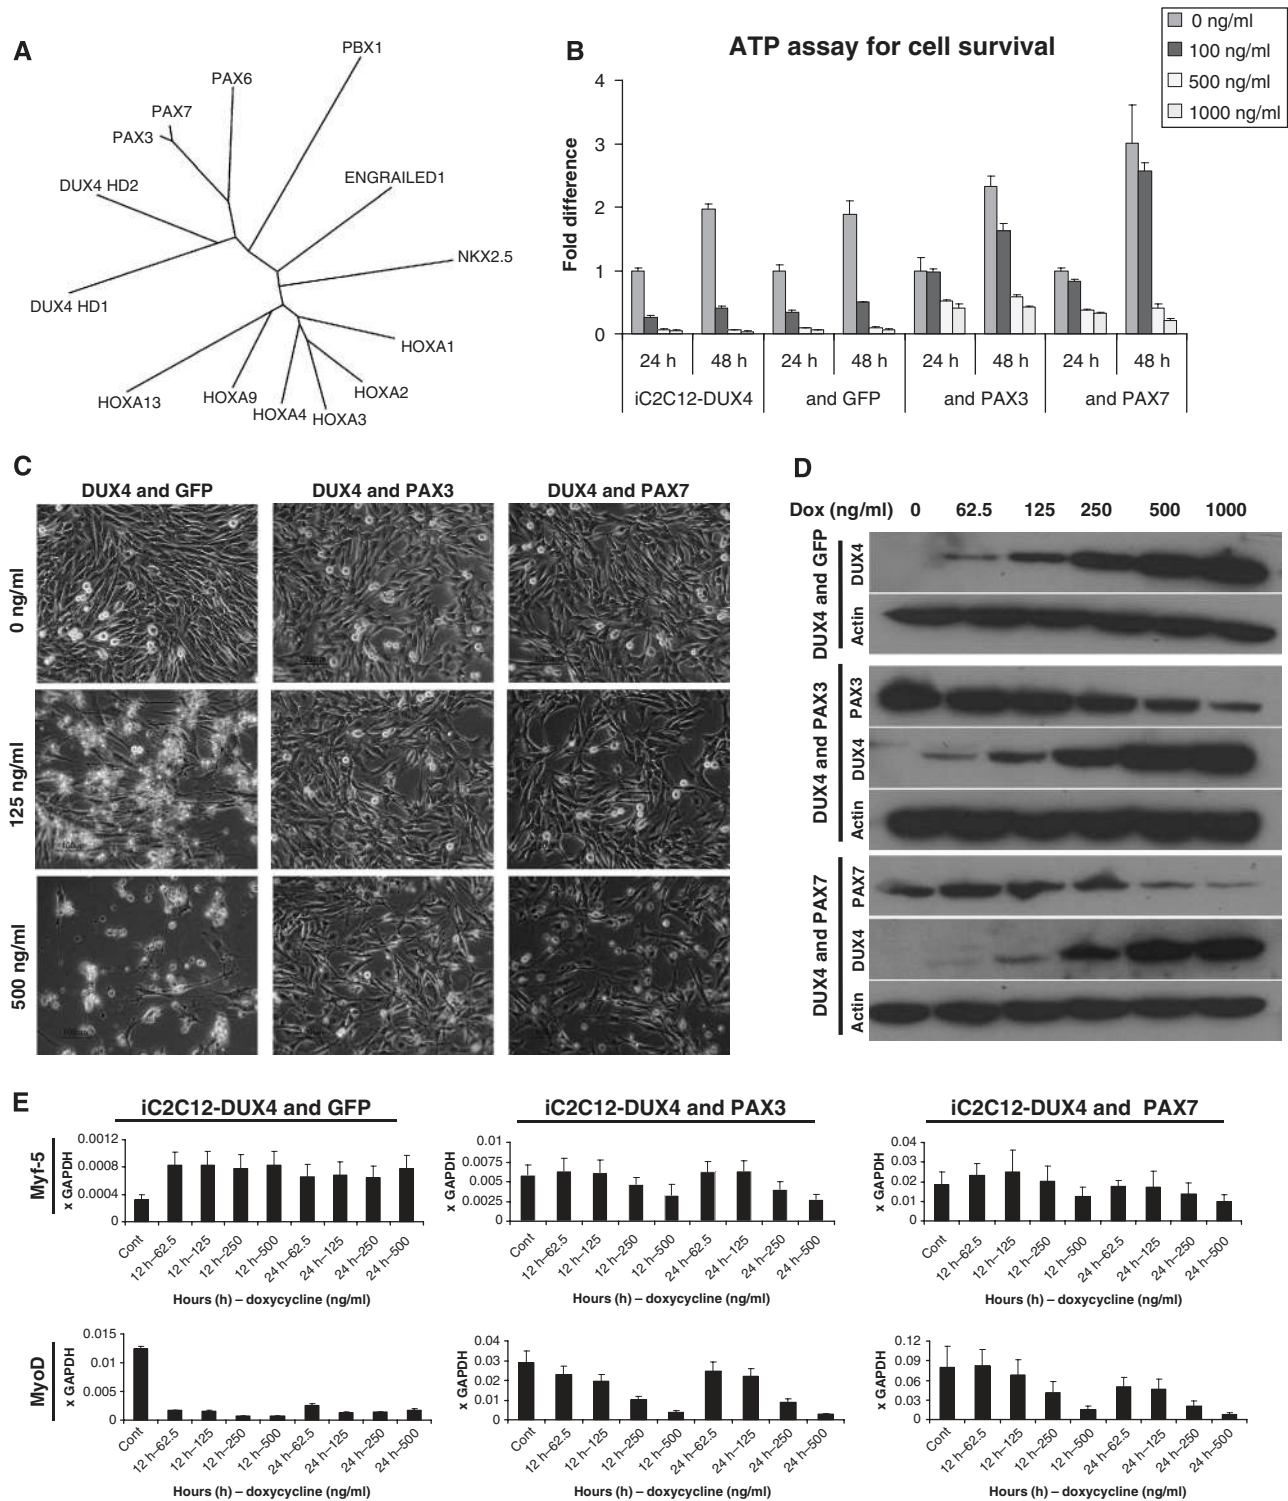 A
PBX1
PAX6
PAX7
PAX3
DUX4 HD2
ENGRAILED1
NKX2.5
DUX4 HD1
HOXA1
HOXA2
HOXA13
HOXA9
HOXA4
HOXA3
B
ATP assay for cell survival
0 ng/ml
100 ng/ml
500 ng/ml
1000 ng/ml
Fold difference
4
3
2
1
0
24 h 48 h 24 h 48 h 24 h 48 h 24 h 48 h
iC2C12-DUX4 and GFP and PAX3 and PAX7
C
DUX4 and GFP DUX4 and PAX3 DUX4 and PAX7
0 ng/ml
125 ng/ml
500 ng/ml
D
Dox (ng/ml) 0 62.5 125 250 500 1000
DUX4 and GFP
DUX4
Actin
DUX4 and PAX3
PAX3
DUX4
Actin
DUX4 and PAX7
PAX7
DUX4
Actin
E
iC2C12-DUX4 and GFP
iC2C12-DUX4 and PAX3
iC2C12-DUX4 and PAX7
Myf-5
x GAPDH
0.0012
0.0008
0.0004
0
Cont 12 h–62.5 12 h–125 12 h–250 12 h–500 24 h–62.5 24 h–125 24 h–250 24 h–500
Hours (h) – doxycycline (ng/ml)
x GAPDH
0.01
0.0075
0.005
0.0025
0
Cont 12 h–62.5 12 h–125 12 h–250 12 h–500 24 h–62.5 24 h–125 24 h–250 24 h–500
Hours (h) – doxycycline (ng/ml)
x GAPDH
0.04
0.03
0.02
0.01
0
Cont 12 h–62.5 12 h–125 12 h–250 12 h–500 24 h–62.5 24 h–125 24 h–250 24 h–500
Hours (h) – doxycycline (ng/ml)
MyoD
x GAPDH
0.015
0.01
0.005
0
Cont 12 h–62.5 12 h–125 12 h–250 12 h–500 24 h–62.5 24 h–125 24 h–250 24 h–500
Hours (h) – doxycycline (ng/ml)
x GAPDH
0.04
0.03
0.02
0.01
0
Cont 12 h–62.5 12 h–125 12 h–250 12 h–500 24 h–62.5 24 h–125 24 h–250 24 h–500
Hours (h) – doxycycline (ng/ml)
x GAPDH
0.12
0.09
0.06
0.03
0
Cont 12 h–62.5 12 h–125 12 h–250 12 h–500 24 h–62.5 24 h–125 24 h–250 24 h–500
Hours (h) – doxycycline (ng/ml)